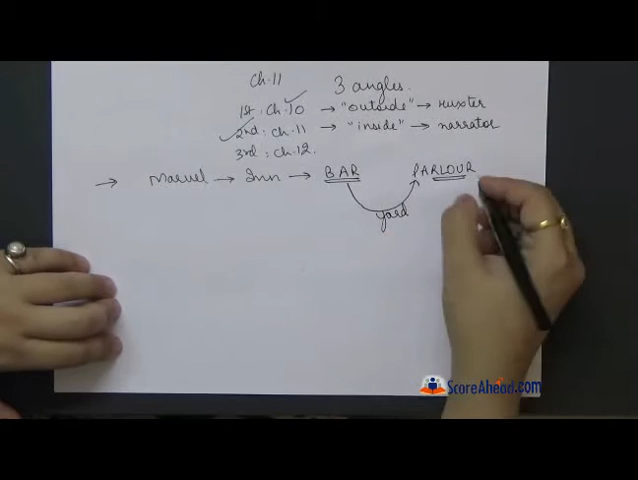 Ch.11
3 angles.
1st : Ch.10 → "outside" → Huxter
2nd : Ch.11 → "inside" → narrator
3rd : Ch.12.
→ Marvel → Inn → BAR PARLOUR
yard
ScoreAhead.com